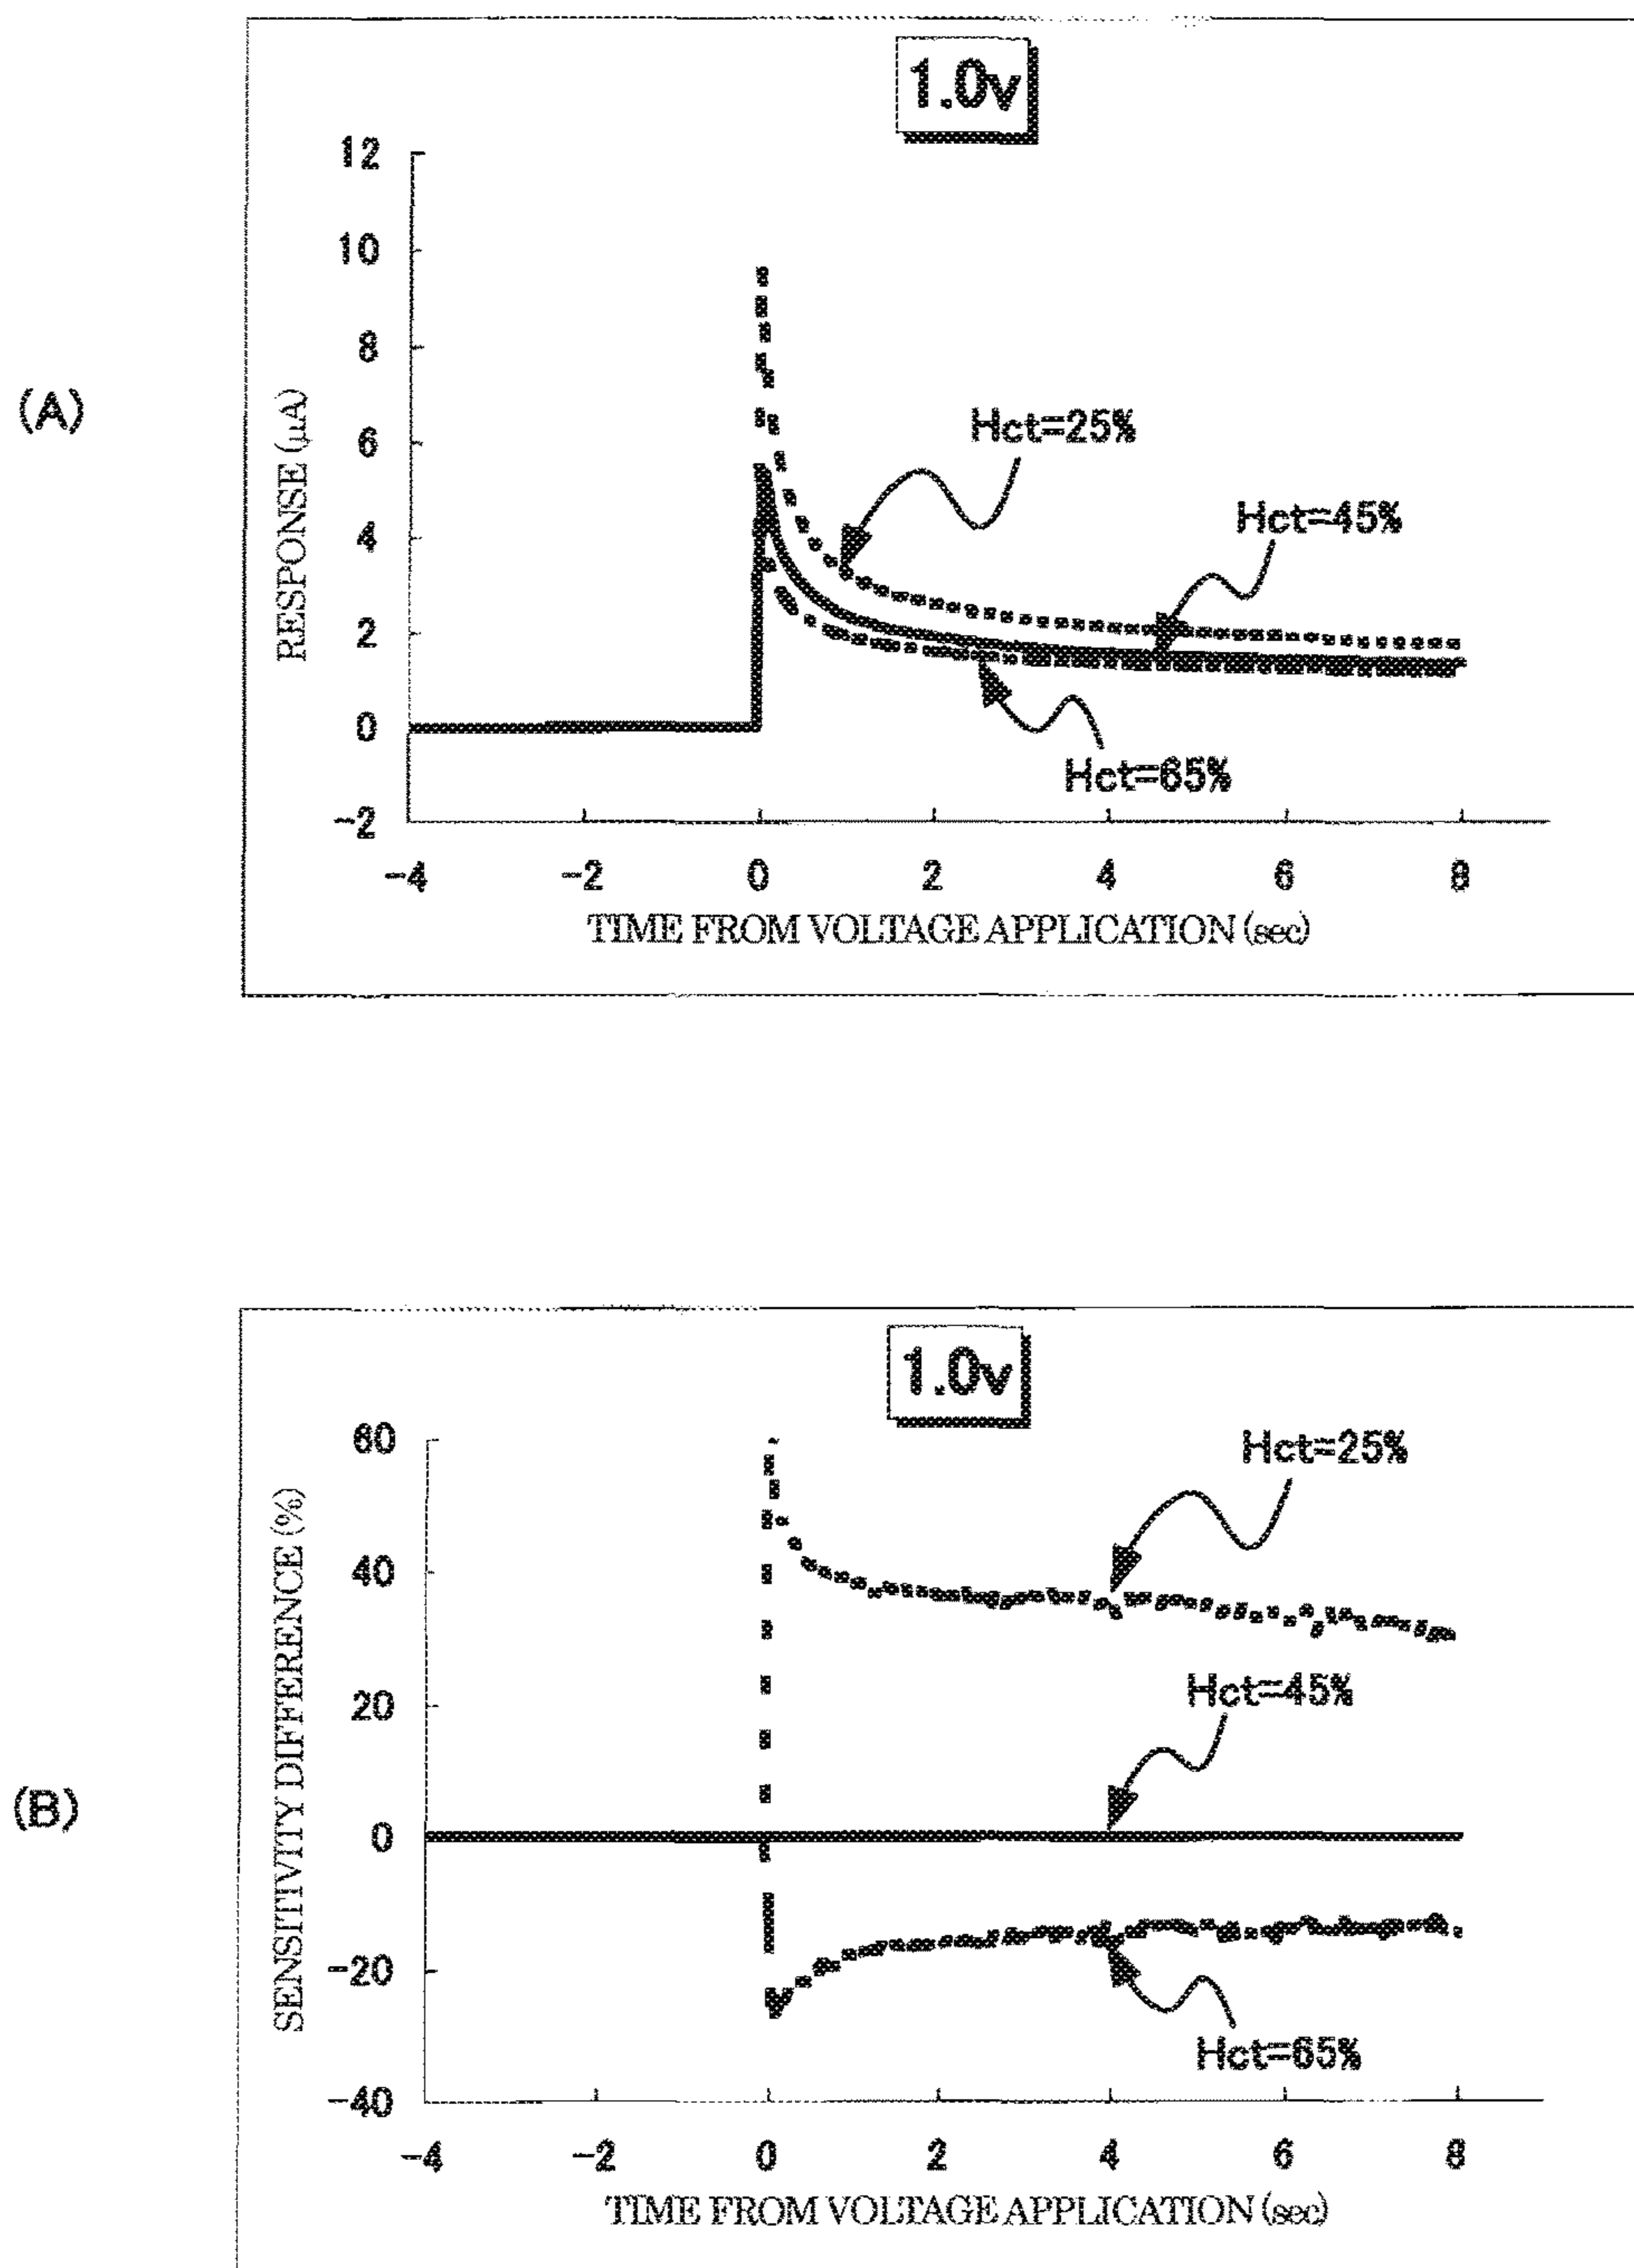 (A)
1.0v
12
10
8
6
4
2
0
-2
RESPONSE (μA)
Hct=25%
Hct=45%
Hct=65%
-4 -2 0 2 4 6 8
TIME FROM VOLTAGE APPLICATION (sec)
(B)
1.0v
60
40
20
0
-20
-40
SENSITIVITY DIFFERENCE (%)
Hct=25%
Hct=45%
Hct=65%
-4 -2 0 2 4 6 8
TIME FROM VOLTAGE APPLICATION (sec)